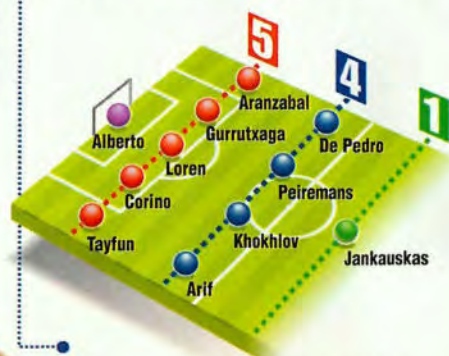 5
4
1
Aranzabal
Gurrutxaga
Alberto
De Pedro
Loren
Peiremans
Corino
Khokhlov
Tayfun
Jankauskas
Arif